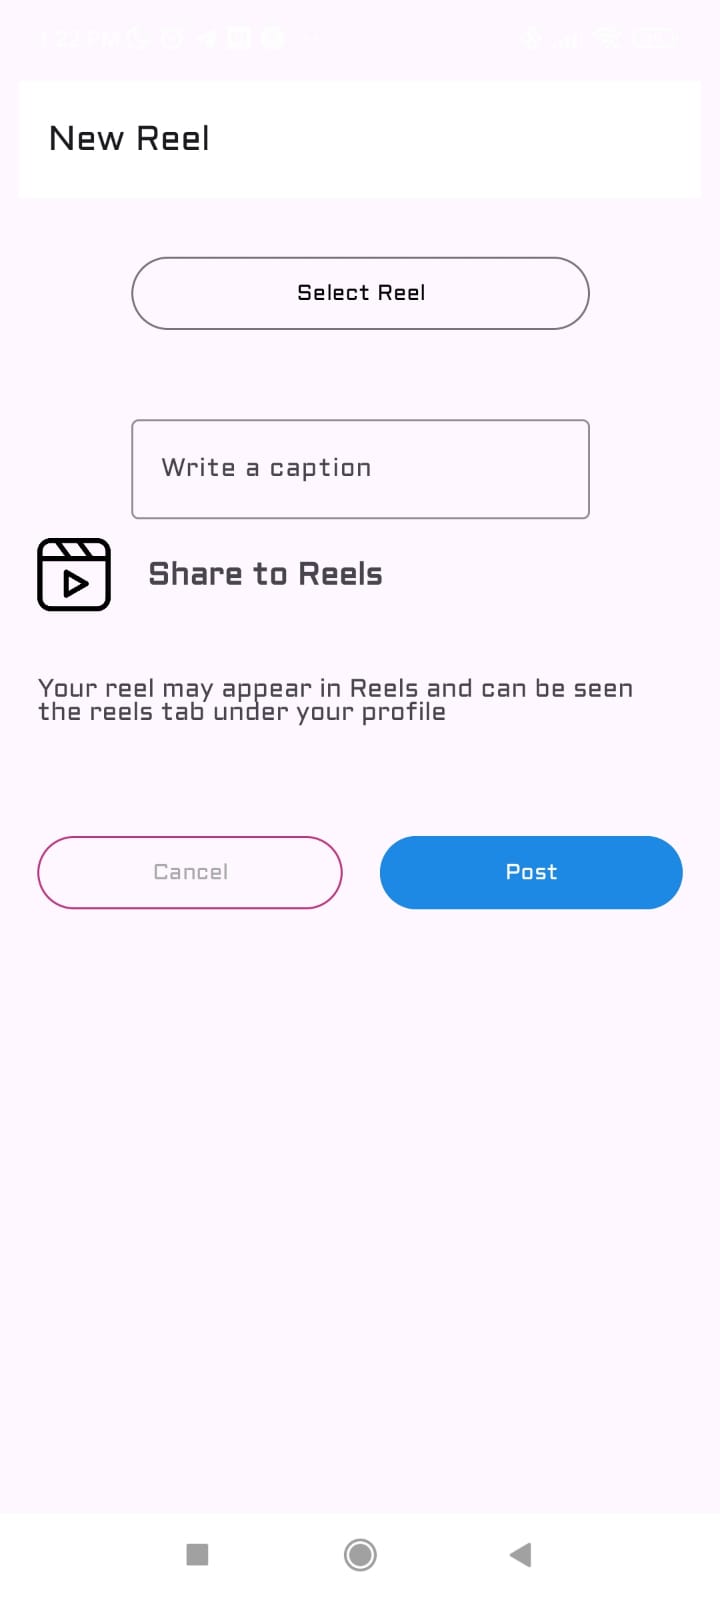 New Reel
Select Reel
Write a caption
Share to Reels
Your reel may appear in Reels and can be seen
the reels tab under your profile
Cancel
Post